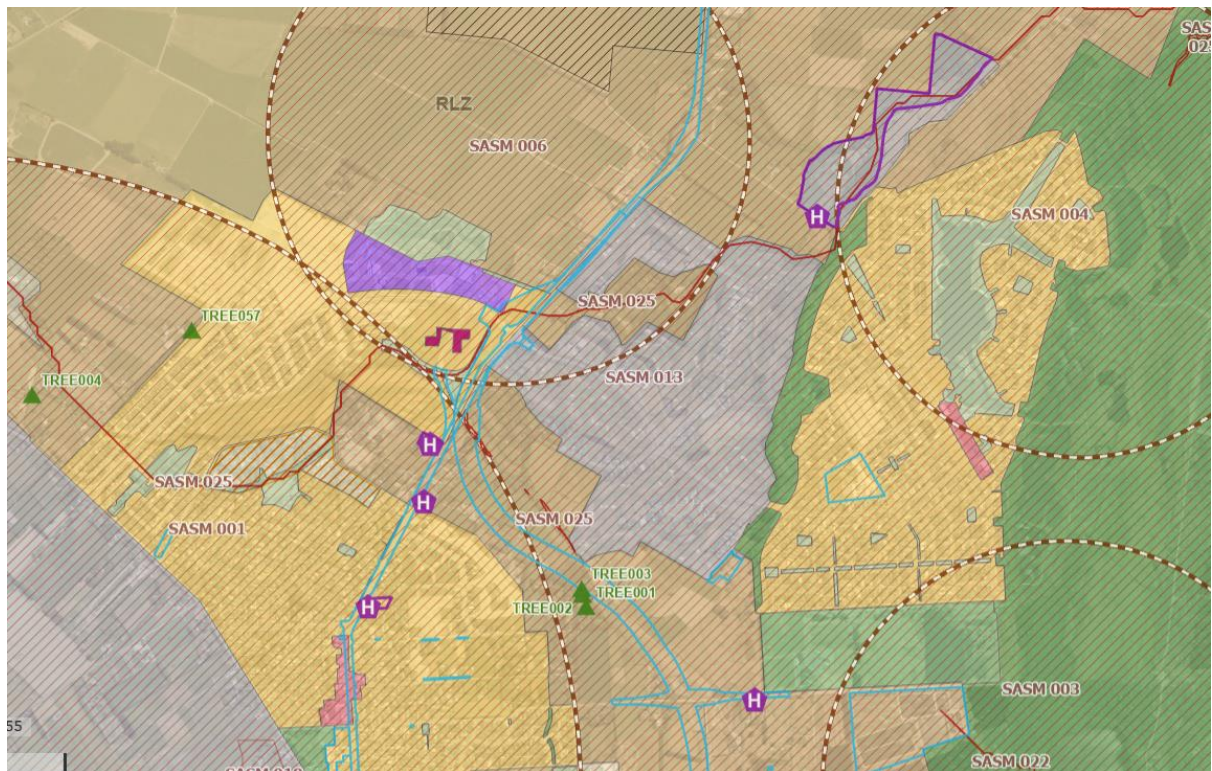 SAS
025
RLZ
SASM 006
H
SASM 004
SASM 025
TREE057
SASM 013
TREE004
H
SASM 025
H
SASM 025
SASM 001
TREE003
TREE001
TREE002
H
SASM 003
H
55
SASM 022